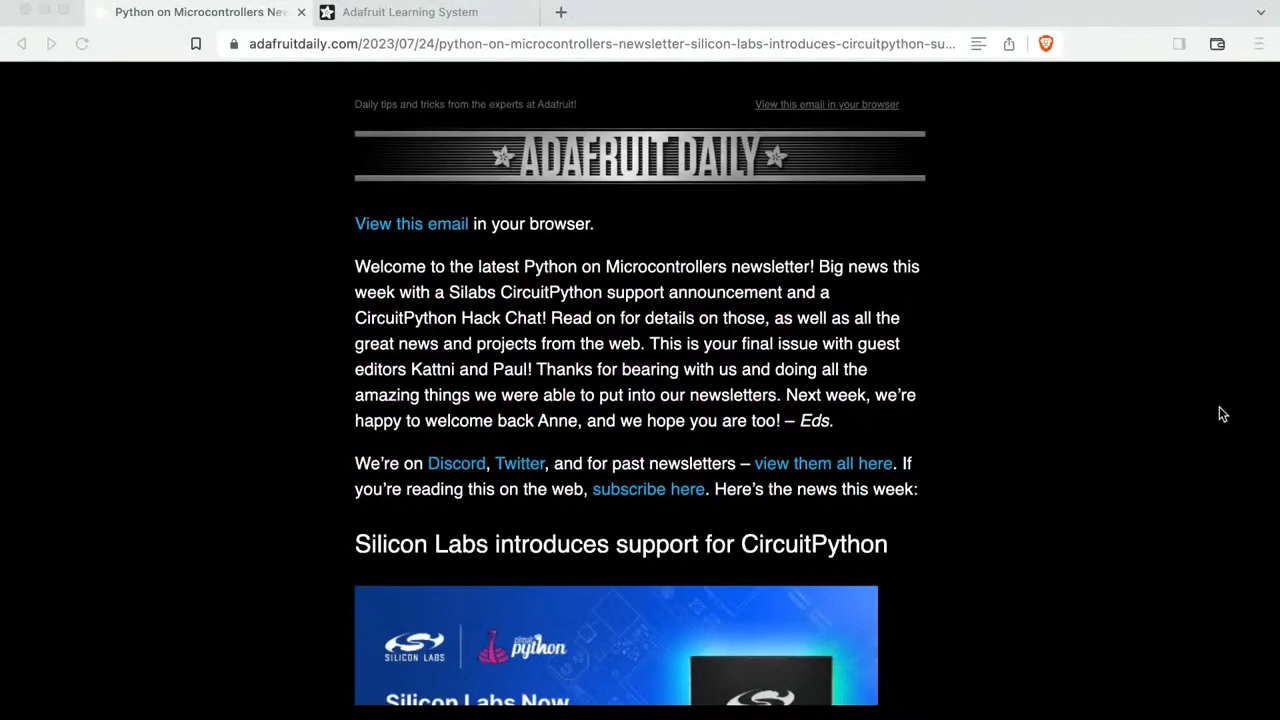 Python on Microcontrollers Ne
Adafruit Learning System
adafruitdaily.com/2023/07/24/python-on-microcontrollers-newsletter-silicon-labs-introduces-circuitpython-su...
Daily tips and tricks from the experts at Adafruit!
View this email in your browser
ADAFRUIT DAILY
View this email in your browser.
Welcome to the latest Python on Microcontrollers newsletter! Big news this
week with a Silabs CircuitPython support announcement and a
CircuitPython Hack Chat! Read on for details on those, as well as all the
great news and projects from the web. This is your final issue with guest
editors Kattni and Paul! Thanks for bearing with us and doing all the
amazing things we were able to put into our newsletters. Next week, we’re
happy to welcome back Anne, and we hope you are too! – Eds.
We’re on Discord, Twitter, and for past newsletters – view them all here. If
you’re reading this on the web, subscribe here. Here’s the news this week:
Silicon Labs introduces support for CircuitPython
SILICON LABS
python
Silicon Labs Now